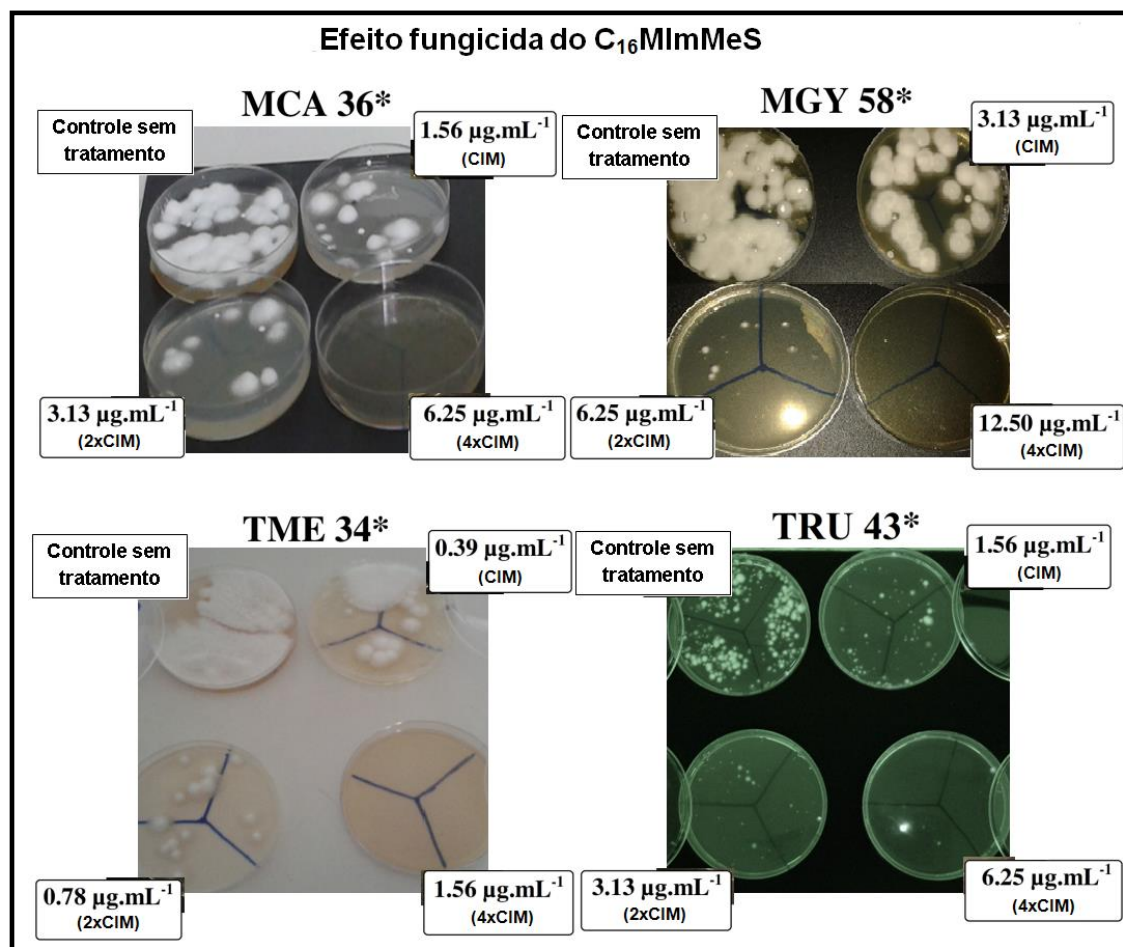 Efeito fungicida do C₁₆MImMeS
MCA 36*
Controle sem
tratamento
1.56 µg.mL⁻¹
(CIM)
3.13 µg.mL⁻¹
(2xCIM)
6.25 µg.mL⁻¹
(4xCIM)
MGY 58*
Controle sem
tratamento
3.13 µg.mL⁻¹
(CIM)
6.25 µg.mL⁻¹
(2xCIM)
12.50 µg.mL⁻¹
(4xCIM)
TME 34*
Controle sem
tratamento
0.39 µg.mL⁻¹
(CIM)
0.78 µg.mL⁻¹
(2xCIM)
1.56 µg.mL⁻¹
(4xCIM)
TRU 43*
Controle sem
tratamento
1.56 µg.mL⁻¹
(CIM)
3.13 µg.mL⁻¹
(2xCIM)
6.25 µg.mL⁻¹
(4xCIM)